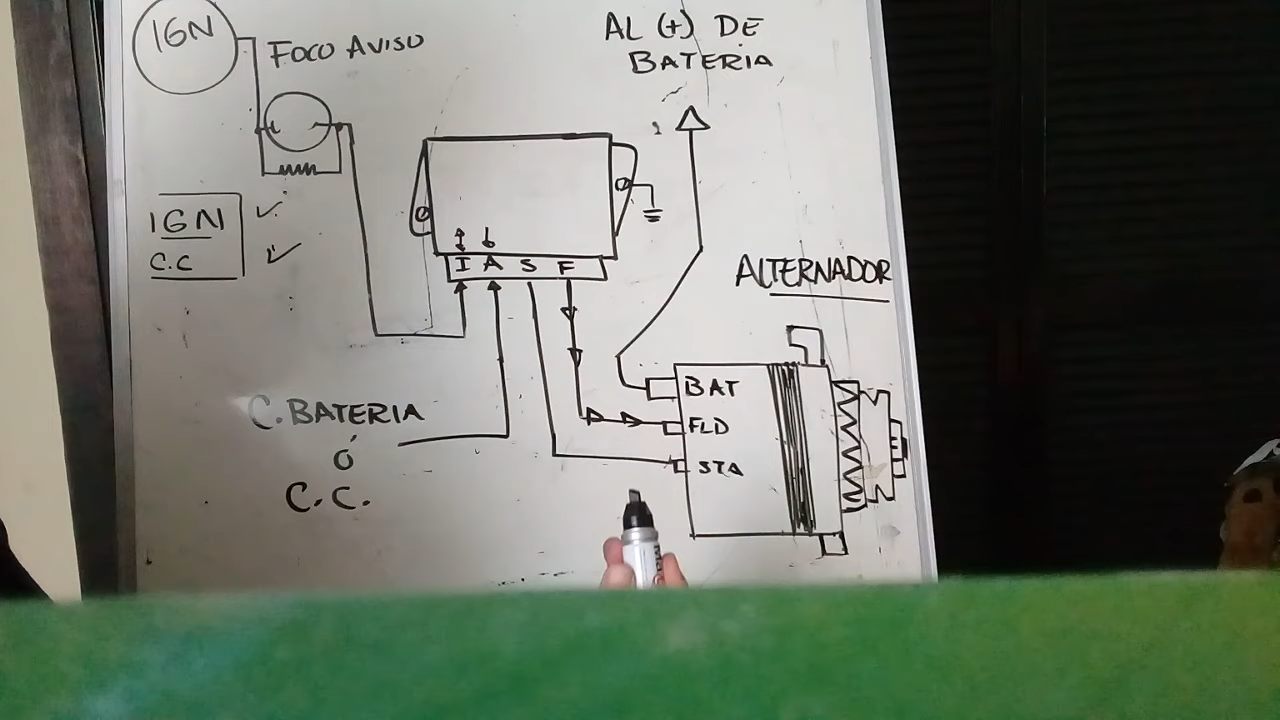 IGN
FOCO AVISO
AL (+) DE
BATERIA
IGN
C.C
I A S F
ALTERNADOR
BAT
FLD
STA
C. BATERIA
Ó
C.C.